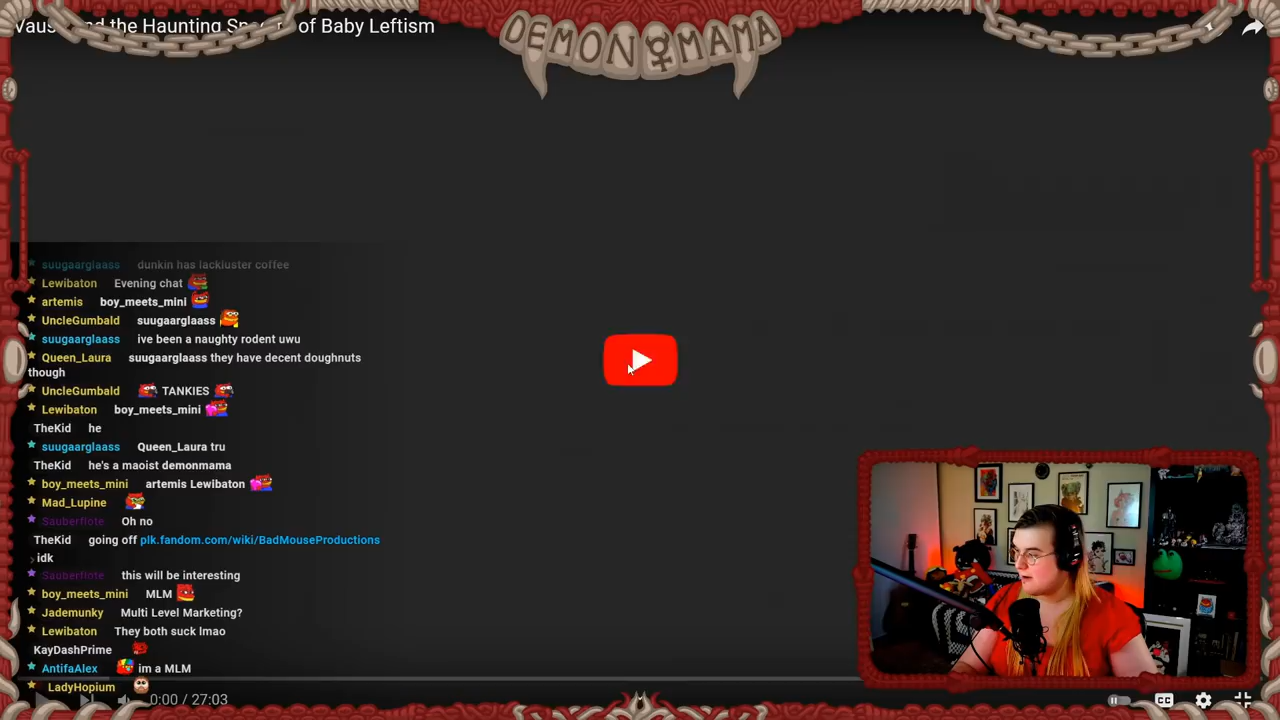 Vaus and the Haunting of Baby Leftism
DEMON MAMA
suugaarglaass dunkin has lackluster coffee
Lewibaton Evening chat
artemis boy_meets_mini
UncleGumbald suugaarglaass
suugaarglaass ive been a naughty rodent uwu
Queen_Laura suugaarglaass they have decent doughnuts
though
UncleGumbald TANKIES
Lewibaton boy_meets_mini
TheKid he
suugaarglaass Queen_Laura tru
TheKid he's a maoist demonmama
boy_meets_mini artemis Lewibaton
Mad_Lupine
Sauberflote Oh no
TheKid going off plk.fandom.com/wiki/BadMouseProductions
idk
Sauberflote this will be interesting
boy_meets_mini MLM
Jademunky Multi Level Marketing?
Lewibaton They both suck lmao
KayDashPrime
AntifaAlex im a MLM
LadyHopium
0:00 / 27:03
CC